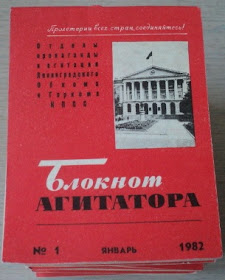 Пролетарии всех стран, соединяйтесь!
Отделы
пропаганды
и агитации
Ленинградского
Обкома
и Горкома
КПСС
Блокнот
АГИТАТОРА
№ 1 ЯНВАРЬ 1982